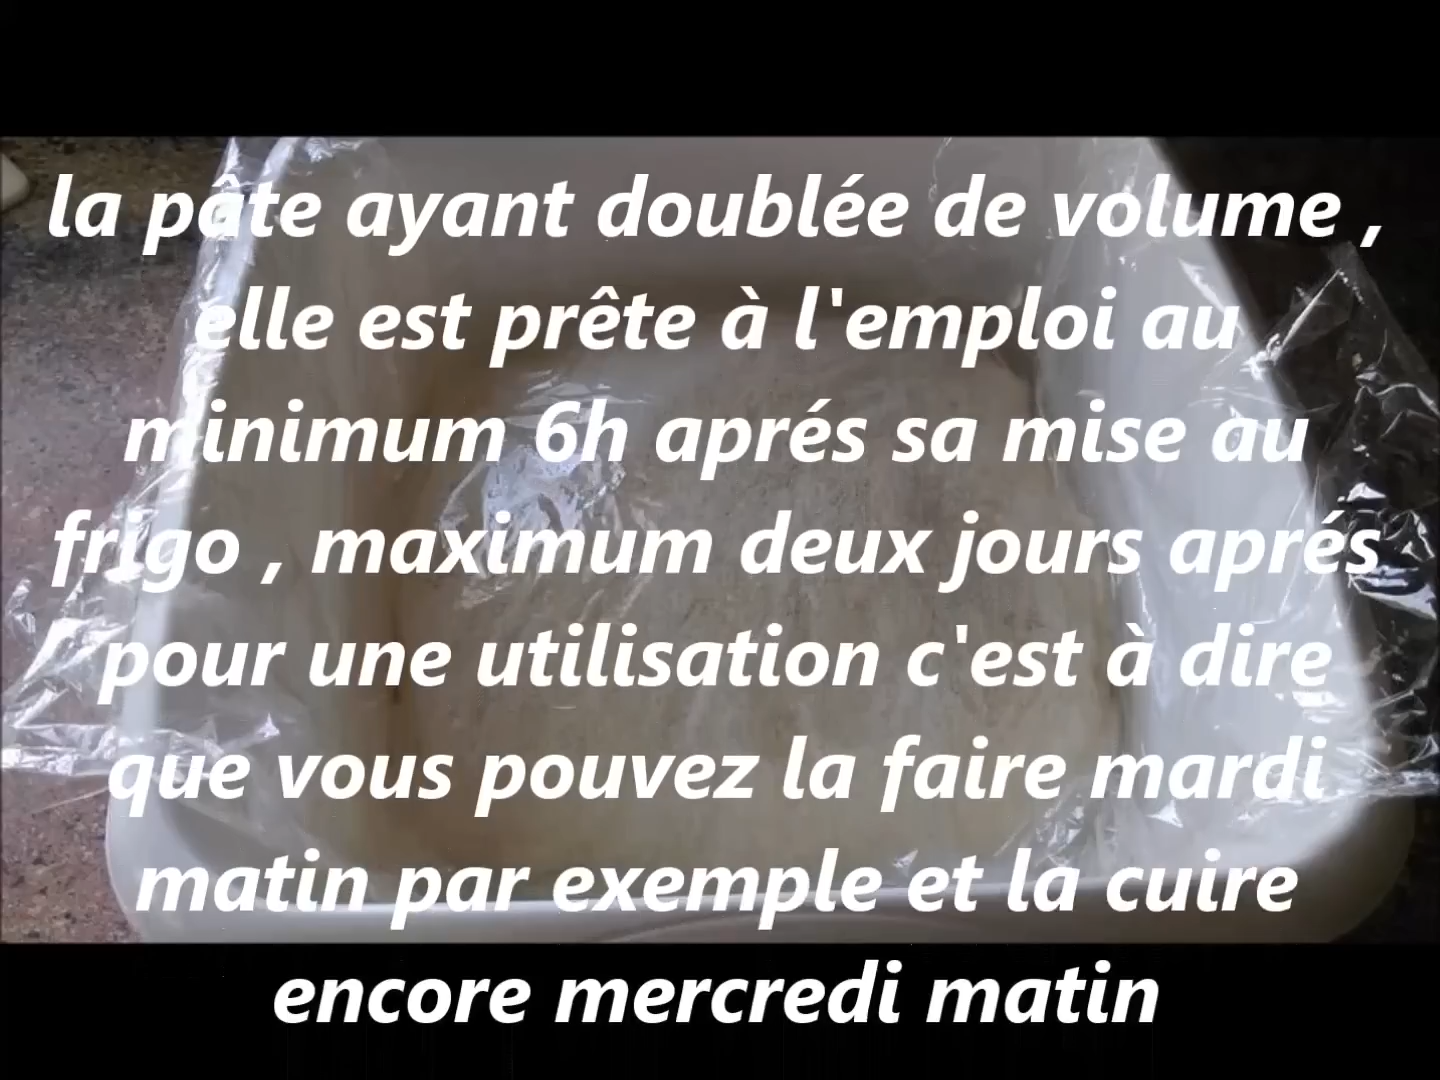 la pâte ayant doublée de volume ,
elle est prête à l'emploi au
minimum 6h aprés sa mise au
frigo , maximum deux jours aprés
pour une utilisation c'est à dire
que vous pouvez la faire mardi
matin par exemple et la cuire
encore mercredi matin